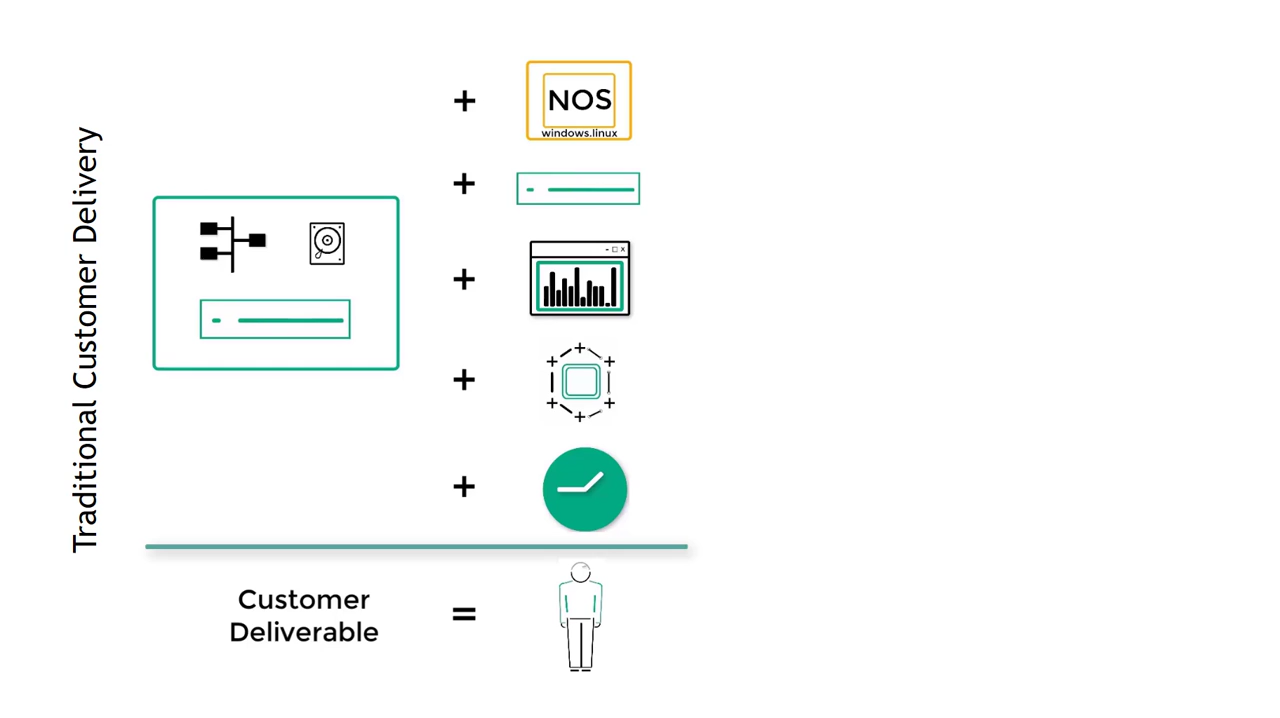 Traditional Customer Delivery
+
NOS
windows.linux
+
+
- □ x
+
+
Customer
Deliverable
=